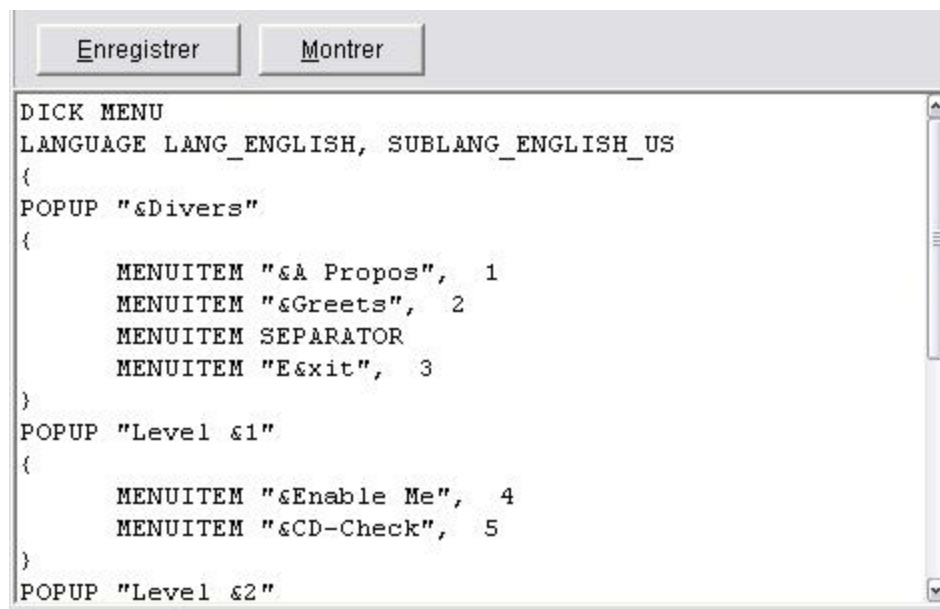 Enregistrer Montrer
DICK MENU
LANGUAGE LANG_ENGLISH, SUBLANG_ENGLISH_US
{
POPUP "&Divers"
{
MENUITEM "&A Propos", 1
MENUITEM "&Greets", 2
MENUITEM SEPARATOR
MENUITEM "E&xit", 3
}
POPUP "Level &1"
{
MENUITEM "&Enable Me", 4
MENUITEM "&CD-Check", 5
}
POPUP "Level &2"